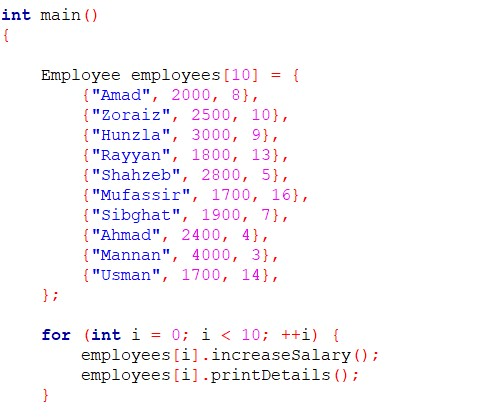 int main()
{
Employee employees[10] = {
{"Amad", 2000, 8},
{"Zoraiz", 2500, 10},
{"Hunzla", 3000, 9},
{"Rayyan", 1800, 13},
{"Shahzeb", 2800, 5},
{"Mufassir", 1700, 16},
{"Sibghat", 1900, 7},
{"Ahmad", 2400, 4},
{"Mannan", 4000, 3},
{"Usman", 1700, 14},
};
for (int i = 0; i < 10; ++i) {
employees[i].increaseSalary();
employees[i].printDetails();
}